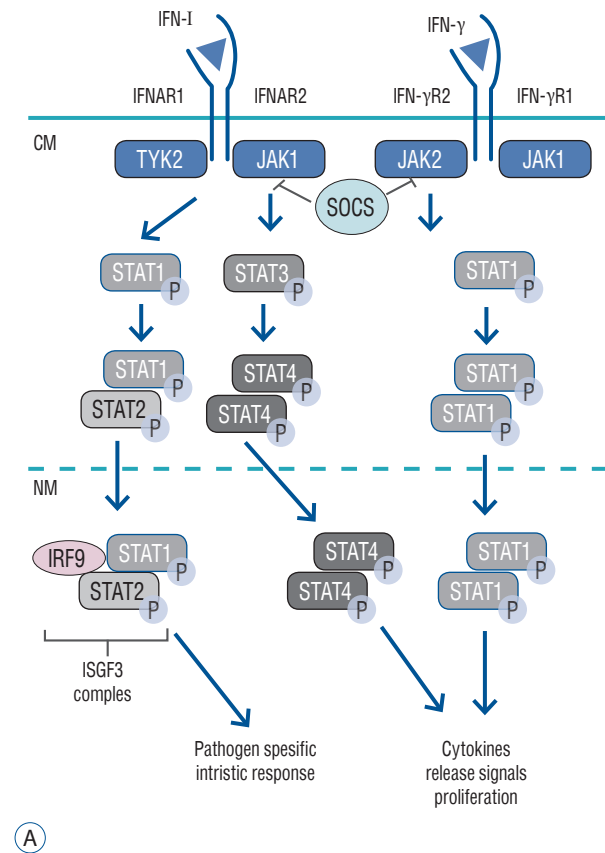 IFN-I
IFN-γ
IFNAR1
IFNAR2
IFN-γR2
IFN-γR1
CM
TYK2
JAK1
JAK2
JAK1
SOCS
STAT1
P
STAT3
P
STAT1
P
STAT1
P
STAT2
P
STAT4
P
STAT4
P
STAT1
P
STAT1
P
NM
IRF9
STAT1
P
STAT2
P
STAT4
P
STAT4
P
STAT1
P
STAT1
P
ISGF3
comples
Pathogen spesific
intristic response
Cytokines
release signals
proliferation
A